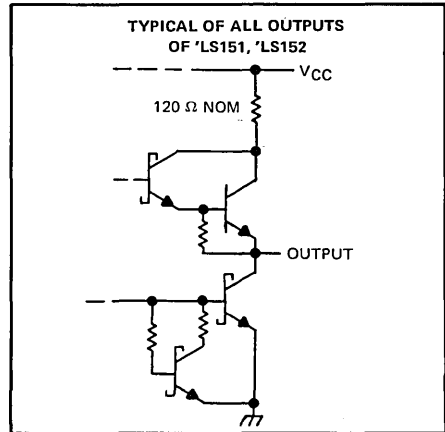 TYPICAL OF ALL OUTPUTS
OF 'LS151, 'LS152
VCC
120 Ω NOM
OUTPUT